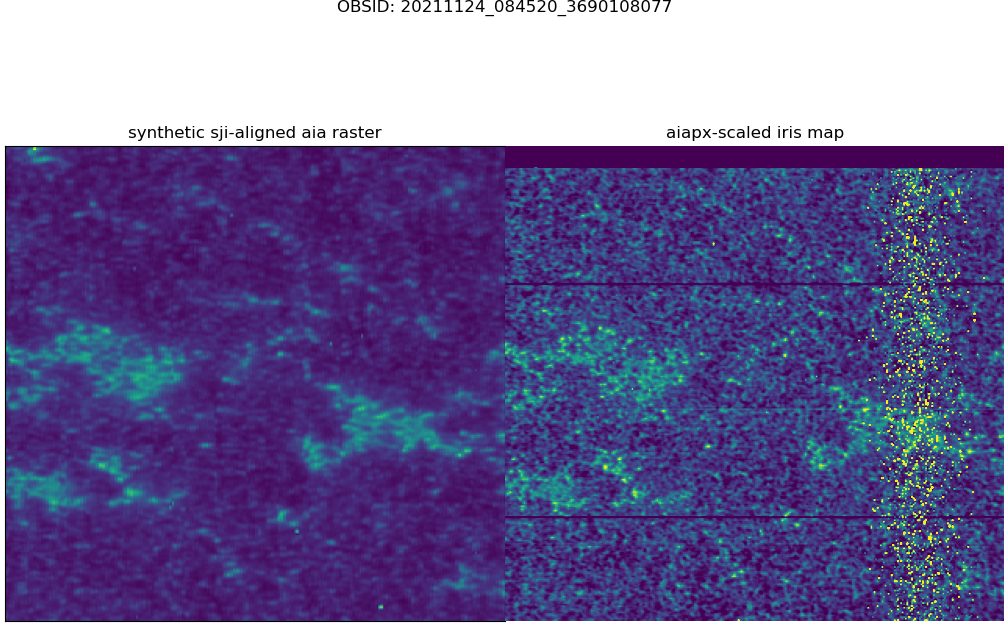 OBSID: 20211124_084520_3690108077
synthetic sji-aligned aia raster
aiapx-scaled iris map